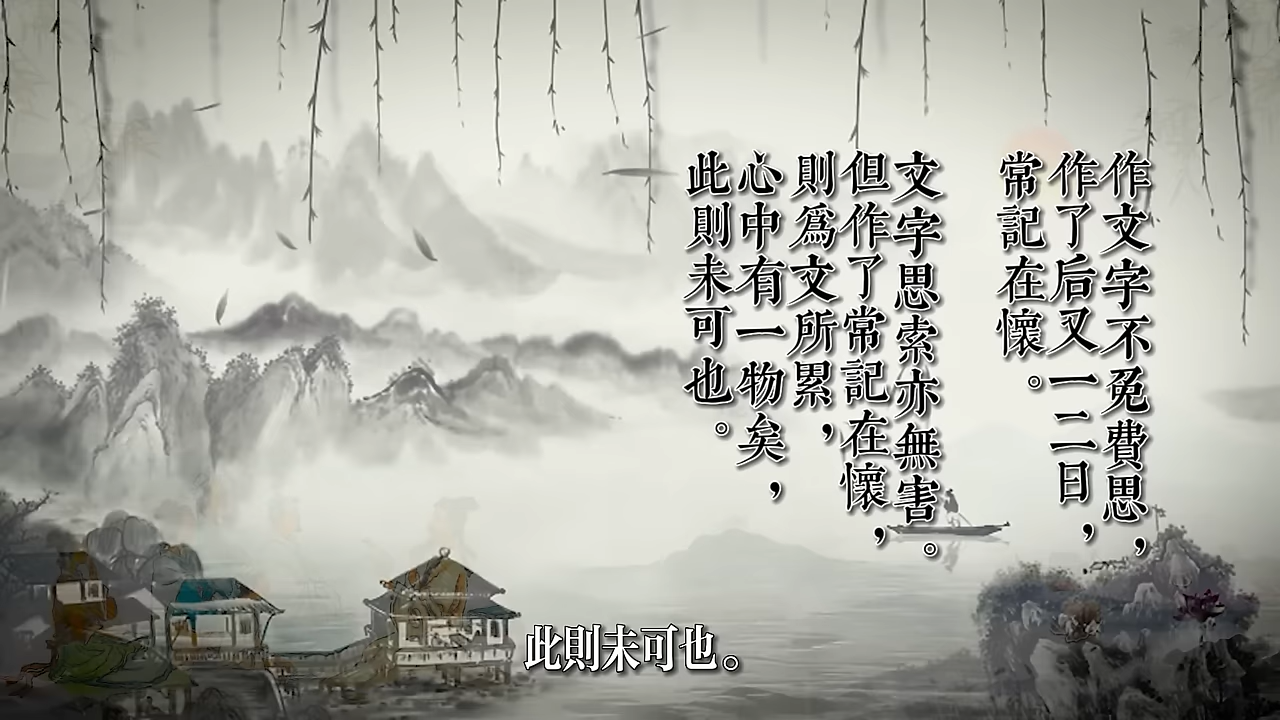 作文字不免費思，
作了后又一二日，
常記在懷。
文字思索亦無害。
但作了常記在懷，
則爲文所累，
心中有一物矣，
此則未可也。
此則未可也。